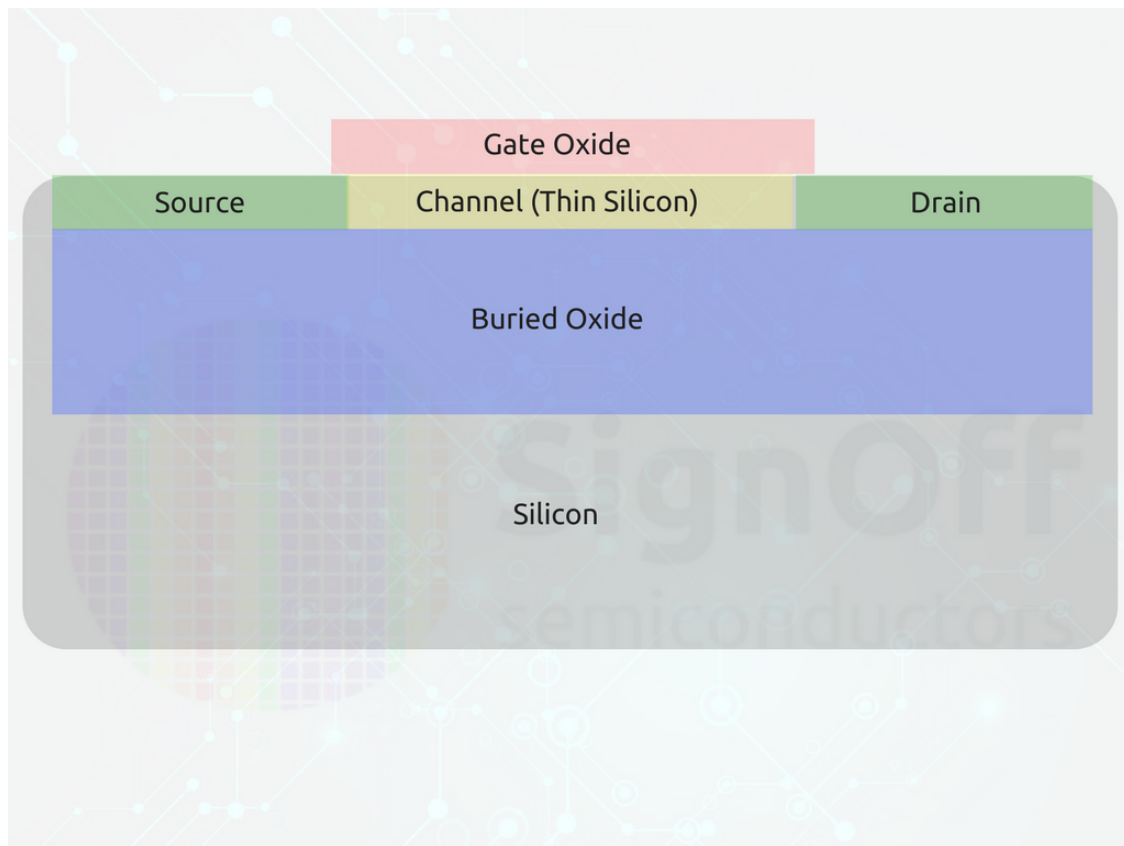 Gate Oxide
Source
Channel (Thin Silicon)
Drain
Buried Oxide
Silicon
SignOff
semiconductors